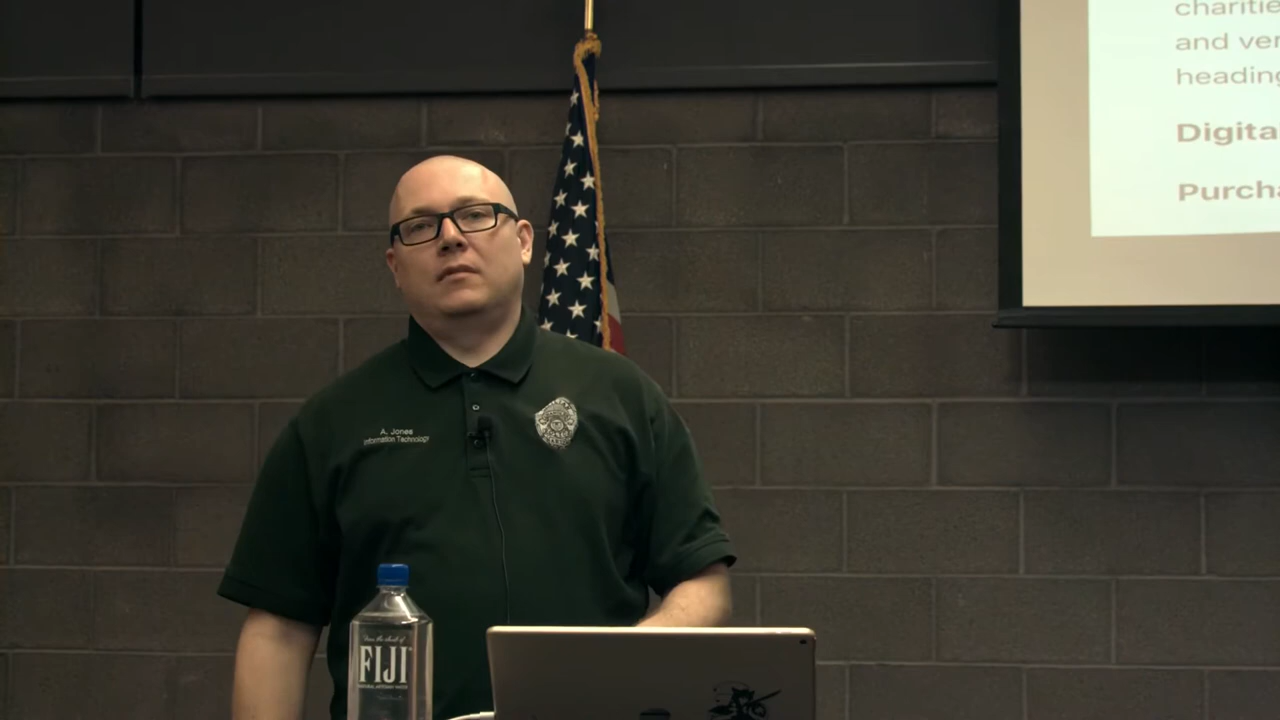 charitie
and ver
heading
Digita
Purcha
A. Jones
Information Technology
FIJI